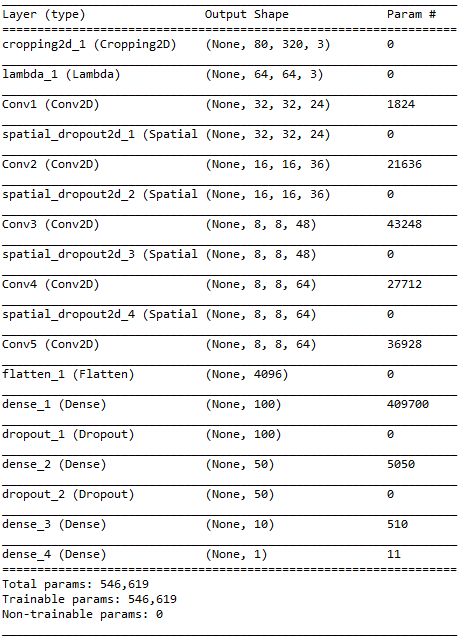 Layer (type) Output Shape Param #
cropping2d_1 (Cropping2D) (None, 80, 320, 3) 0
lambda_1 (Lambda) (None, 64, 64, 3) 0
Conv1 (Conv2D) (None, 32, 32, 24) 1824
spatial_dropout2d_1 (Spatial (None, 32, 32, 24) 0
Conv2 (Conv2D) (None, 16, 16, 36) 21636
spatial_dropout2d_2 (Spatial (None, 16, 16, 36) 0
Conv3 (Conv2D) (None, 8, 8, 48) 43248
spatial_dropout2d_3 (Spatial (None, 8, 8, 48) 0
Conv4 (Conv2D) (None, 8, 8, 64) 27712
spatial_dropout2d_4 (Spatial (None, 8, 8, 64) 0
Conv5 (Conv2D) (None, 8, 8, 64) 36928
flatten_1 (Flatten) (None, 4096) 0
dense_1 (Dense) (None, 100) 409700
dropout_1 (Dropout) (None, 100) 0
dense_2 (Dense) (None, 50) 5050
dropout_2 (Dropout) (None, 50) 0
dense_3 (Dense) (None, 10) 510
dense_4 (Dense) (None, 1) 11
Total params: 546,619
Trainable params: 546,619
Non-trainable params: 0